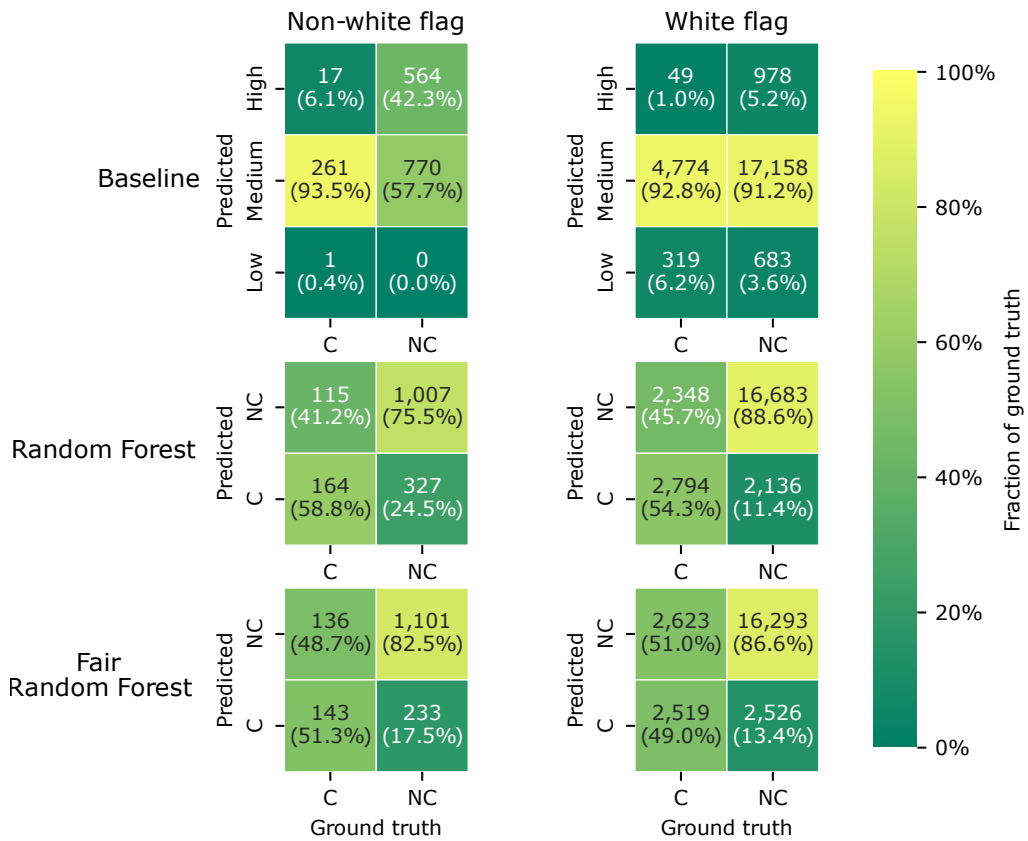 Non-white flag
White flag
Baseline
Predicted
High
Medium
Low
17
(6.1%)
564
(42.3%)
261
(93.5%)
770
(57.7%)
1
(0.4%)
0
(0.0%)
C
NC
Predicted
High
Medium
Low
49
(1.0%)
978
(5.2%)
4,774
(92.8%)
17,158
(91.2%)
319
(6.2%)
683
(3.6%)
C
NC
Random Forest
Predicted
NC
C
115
(41.2%)
1,007
(75.5%)
164
(58.8%)
327
(24.5%)
C
NC
Predicted
NC
C
2,348
(45.7%)
16,683
(88.6%)
2,794
(54.3%)
2,136
(11.4%)
C
NC
Fair
Random Forest
Predicted
NC
C
136
(48.7%)
1,101
(82.5%)
143
(51.3%)
233
(17.5%)
C
NC
Ground truth
Predicted
NC
C
2,623
(51.0%)
16,293
(86.6%)
2,519
(49.0%)
2,526
(13.4%)
C
NC
Ground truth
100%
80%
60%
40%
20%
0%
Fraction of ground truth